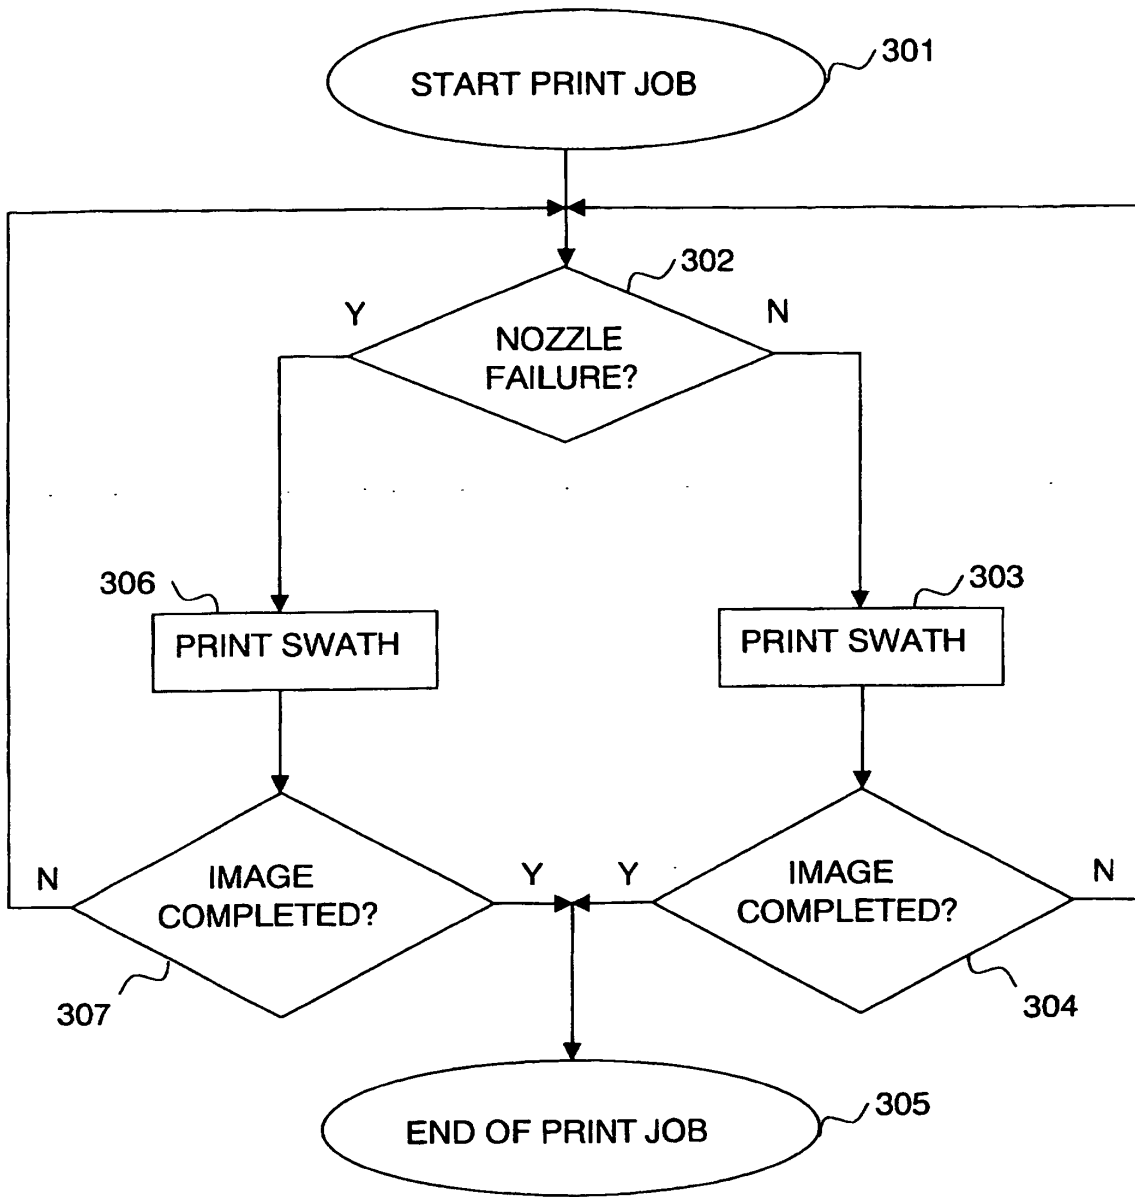 301
START PRINT JOB
302
Y
N
NOZZLE
FAILURE?
306
303
PRINT SWATH
PRINT SWATH
N
IMAGE
COMPLETED?
Y
Y
IMAGE
COMPLETED?
N
307
304
305
END OF PRINT JOB